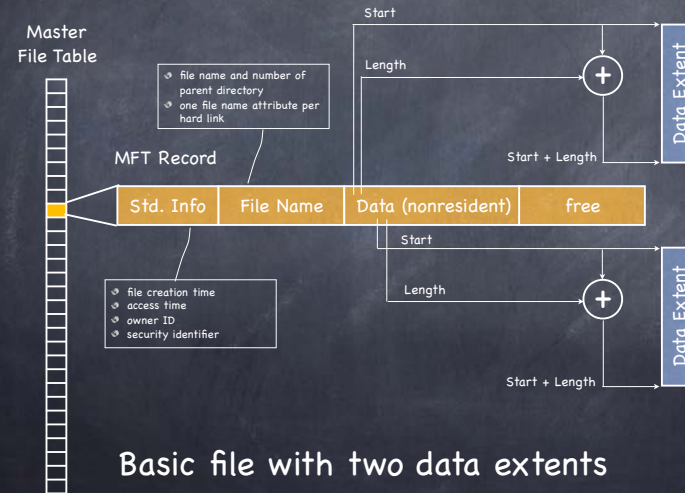 Master
File Table
file name and number of
parent directory
one file name attribute per
hard link
MFT Record
Start
Length
+
Start + Length
Data Extent
Std. Info
File Name
Data (nonresident)
free
Start
Length
+
Start + Length
Data Extent
file creation time
access time
owner ID
security identifier
Basic file with two data extents